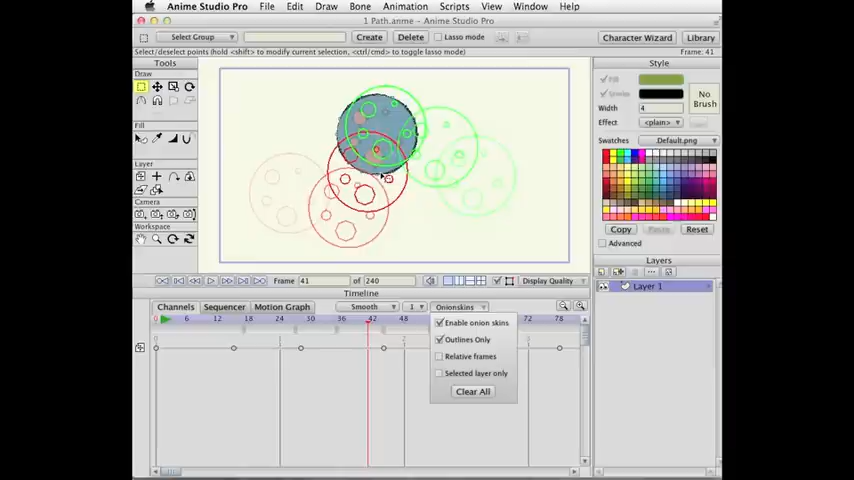 Anime Studio Pro File Edit Draw Bone Animation Scripts View Window Help
1 Path.anme - Anime Studio Pro
Select Group Create Delete Lasso mode Character Wizard Library
Select/deselect points (hold <shift> to modify current selection, <ctrl/cmd> to toggle lasso mode) Frame: 41
Tools
Draw
Fill
Layer
Camera
Workspace
Style
Fill
Stroke
No Brush
Width 4
Effect <plain>
Swatches Default.png
Copy Paste Reset
Advanced
Layers
Layer 1
Frame 41 of 240 Display Quality
Timeline
Channels Sequencer Motion Graph Smooth 1 Onionskins
0 6 12 18 24 30 36 42 48 72 78
Enable onion skins
Outlines Only
Relative frames
Selected layer only
Clear All
0 1 2 3